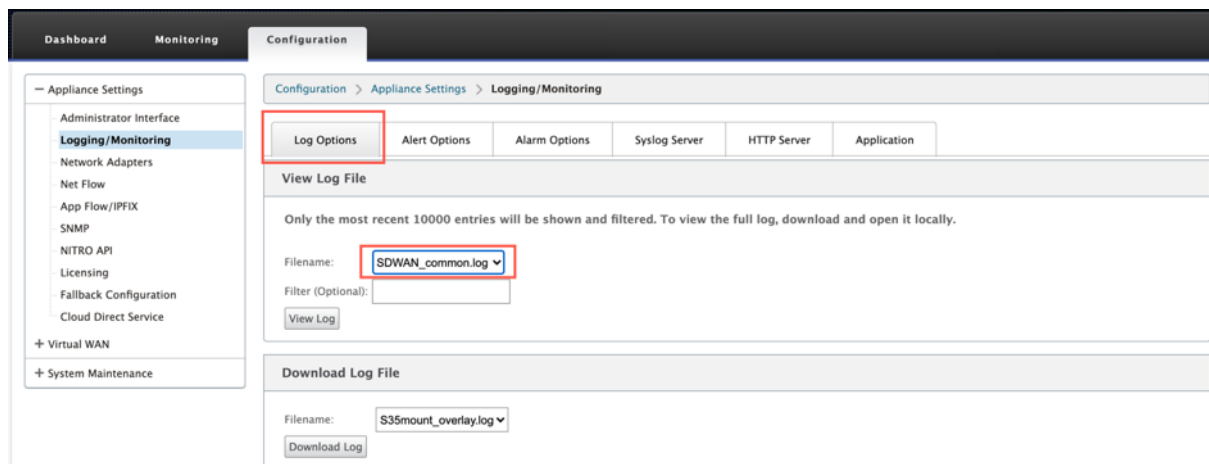 Dashboard Monitoring Configuration
− Appliance Settings
Administrator Interface
Logging/Monitoring
Network Adapters
Net Flow
App Flow/IPFIX
SNMP
NITRO API
Licensing
Fallback Configuration
Cloud Direct Service
+ Virtual WAN
+ System Maintenance
Configuration > Appliance Settings > Logging/Monitoring
Log Options Alert Options Alarm Options Syslog Server HTTP Server Application
View Log File
Only the most recent 10000 entries will be shown and filtered. To view the full log, download and open it locally.
Filename: SDWAN_common.log
Filter (Optional):
View Log
Download Log File
Filename: S35mount_overlay.log
Download Log